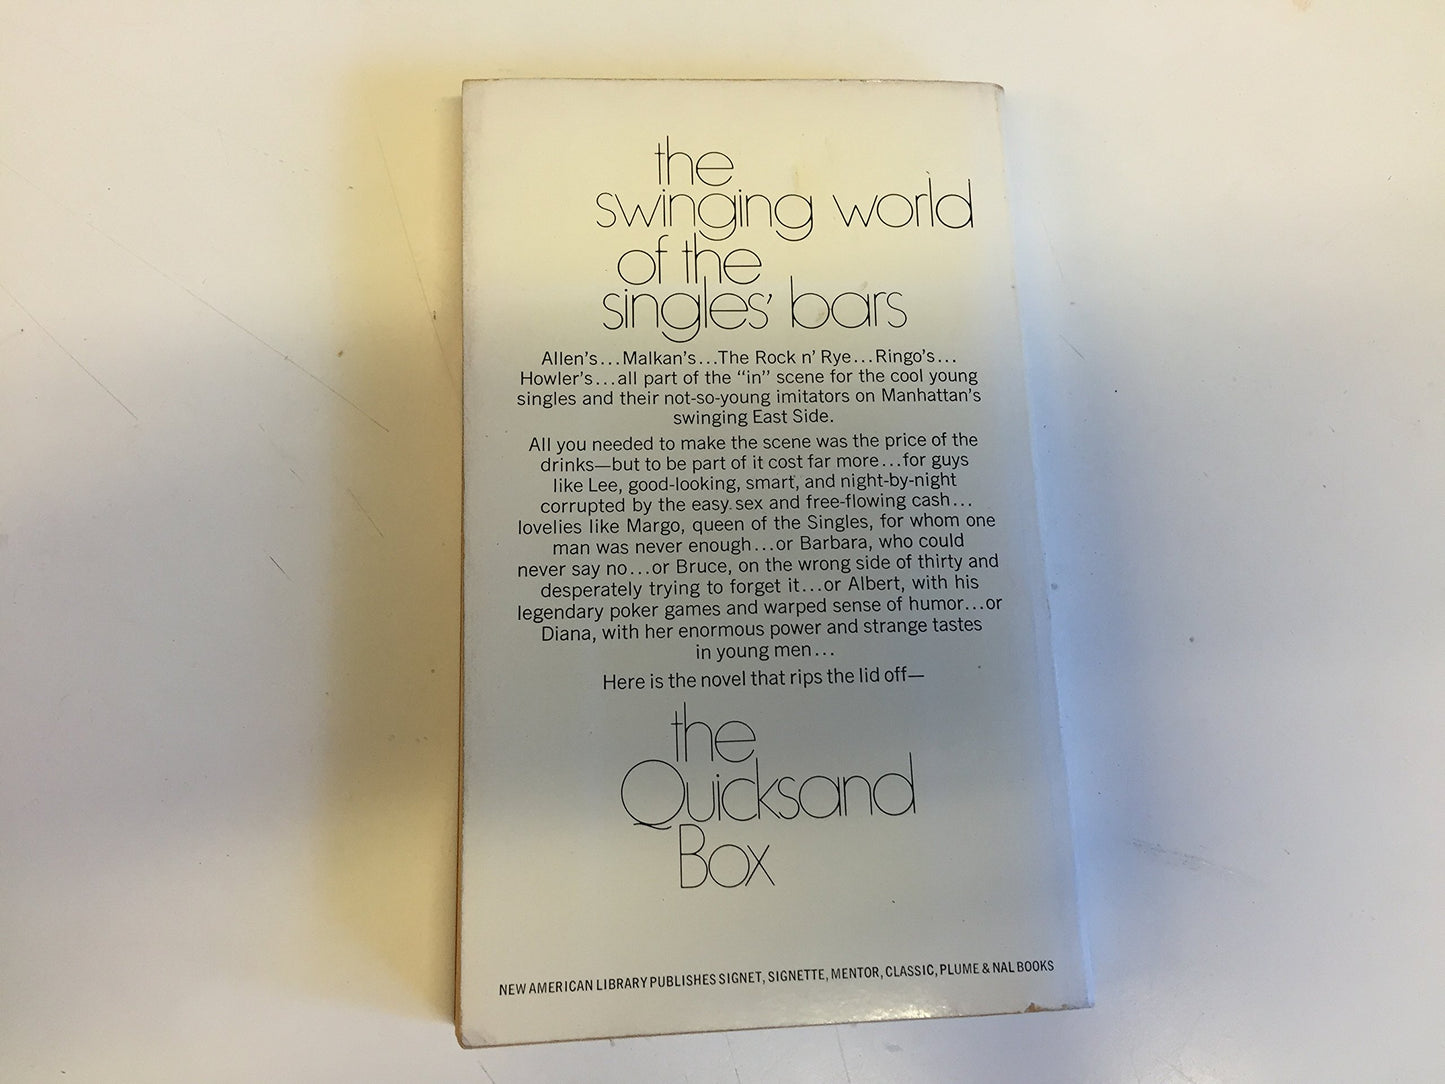 the
swinging world
of the
singles' bars
Allen's...Malkan's...The Rock n' Rye...Ringo's...
Howler's...all part of the “in” scene for the cool young
singles and their not-so-young imitators on Manhattan's
swinging East Side.
All you needed to make the scene was the price of the
drinks—but to be part of it cost far more...for guys
like Lee, good-looking, smart, and night-by-night
corrupted by the easy sex and free-flowing cash...
lovelies like Margo, queen of the Singles, for whom one
man was never enough...or Barbara, who could
never say no...or Bruce, on the wrong side of thirty and
desperately trying to forget it...or Albert, with his
legendary poker games and warped sense of humor...or
Diana, with her enormous power and strange tastes
in young men...
Here is the novel that rips the lid off—
the
Quicksand
Box
NEW AMERICAN LIBRARY PUBLISHES SIGNET, SIGNETTE, MENTOR, CLASSIC, PLUME & NAL BOOKS